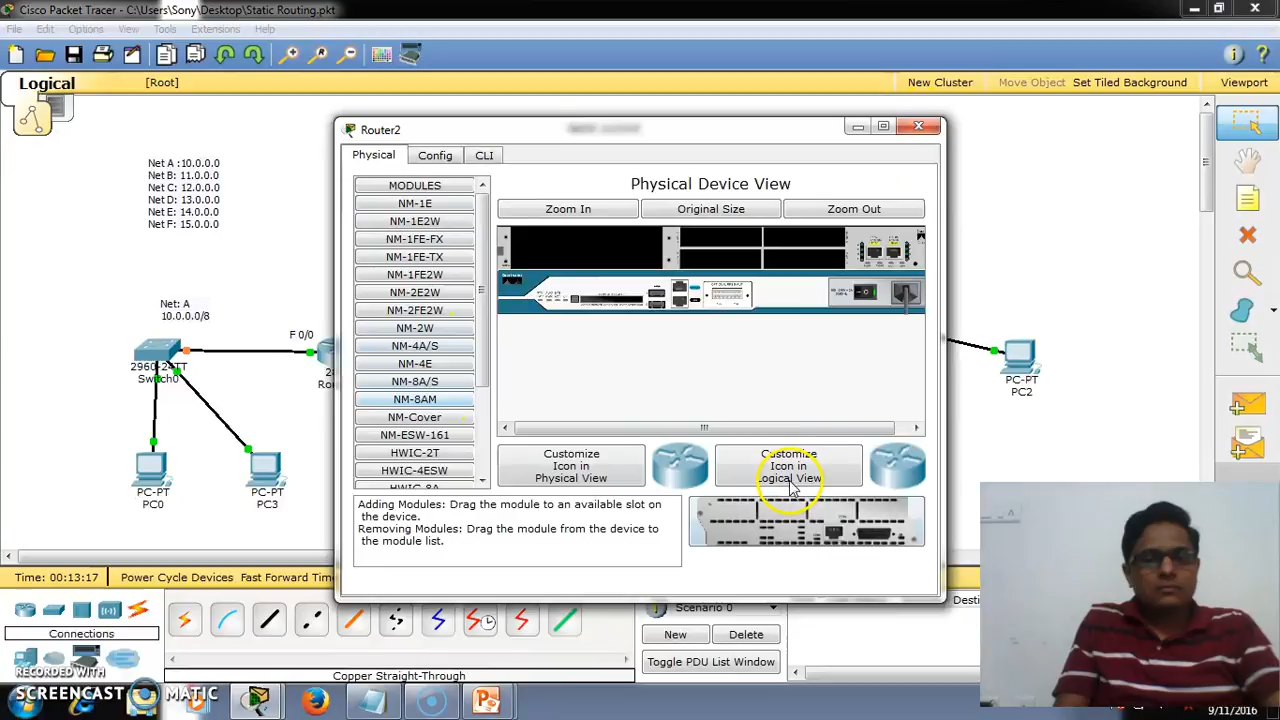 Cisco Packet Tracer - C:\Users\Sony\Desktop\Static Routing.pkt
File Edit Options View Tools Extensions Help
Logical
[Root]
New Cluster Move Object Set Tiled Background Viewport
Net A :10.0.0.0
Net B: 11.0.0.0
Net C: 12.0.0.0
Net D: 13.0.0.0
Net E: 14.0.0.0
Net F: 15.0.0.0
Net: A
10.0.0.0/8
F 0/0
2960-24TT
Switch0
PC-PT
PC0
PC-PT
PC3
Router2
Physical Config CLI
MODULES
NM-1E
NM-1E2W
NM-1FE-FX
NM-1FE-TX
NM-1FE2W
NM-2E2W
NM-2FE2W
NM-2W
NM-4A/S
NM-4E
NM-8A/S
NM-8AM
NM-Cover
NM-ESW-161
HWIC-2T
HWIC-4ESW
HWIC-8A
Physical Device View
Zoom In Original Size Zoom Out
Customize
Icon in
Physical View
Customize
Icon in
Logical View
Adding Modules: Drag the module to an available slot on
the device.
Removing Modules: Drag the module from the device to
the module list.
PC-PT
PC2
Time: 00:13:17 Power Cycle Devices Fast Forward Time
Connections
Copper Straight-Through
Scenario 0
New Delete
Toggle PDU List Window
RECORDED WITH
SCREENCAST MATIC
9/11/2016